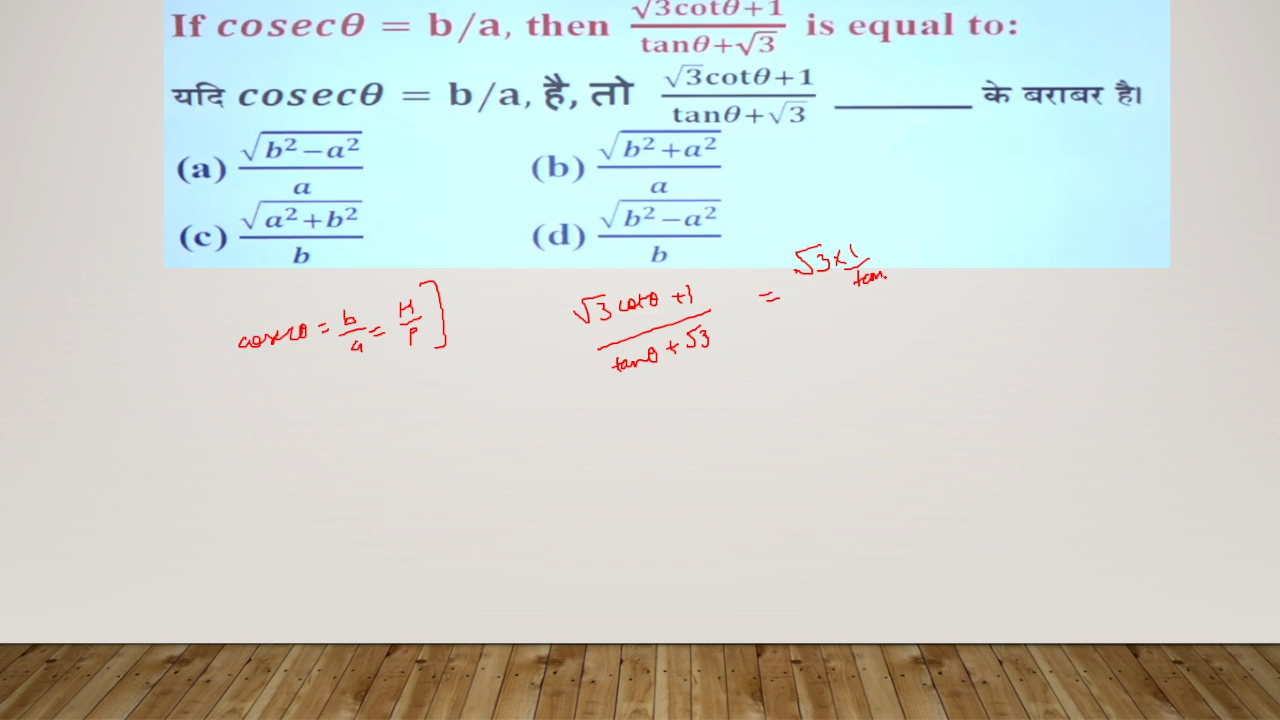 If cosecθ = b/a, then (√3cotθ+1)/(tanθ+√3) is equal to:
यदि cosecθ = b/a, है, तो (√3cotθ+1)/(tanθ+√3) ________ के बराबर है।
(a) √(b²−a²)/a (b) √(b²+a²)/a
(c) √(a²+b²)/b (d) √(b²−a²)/b
cosecθ = b/a = H/P ]
(√3 cotθ + 1)/(tanθ + √3) = √3 × 1/tan.